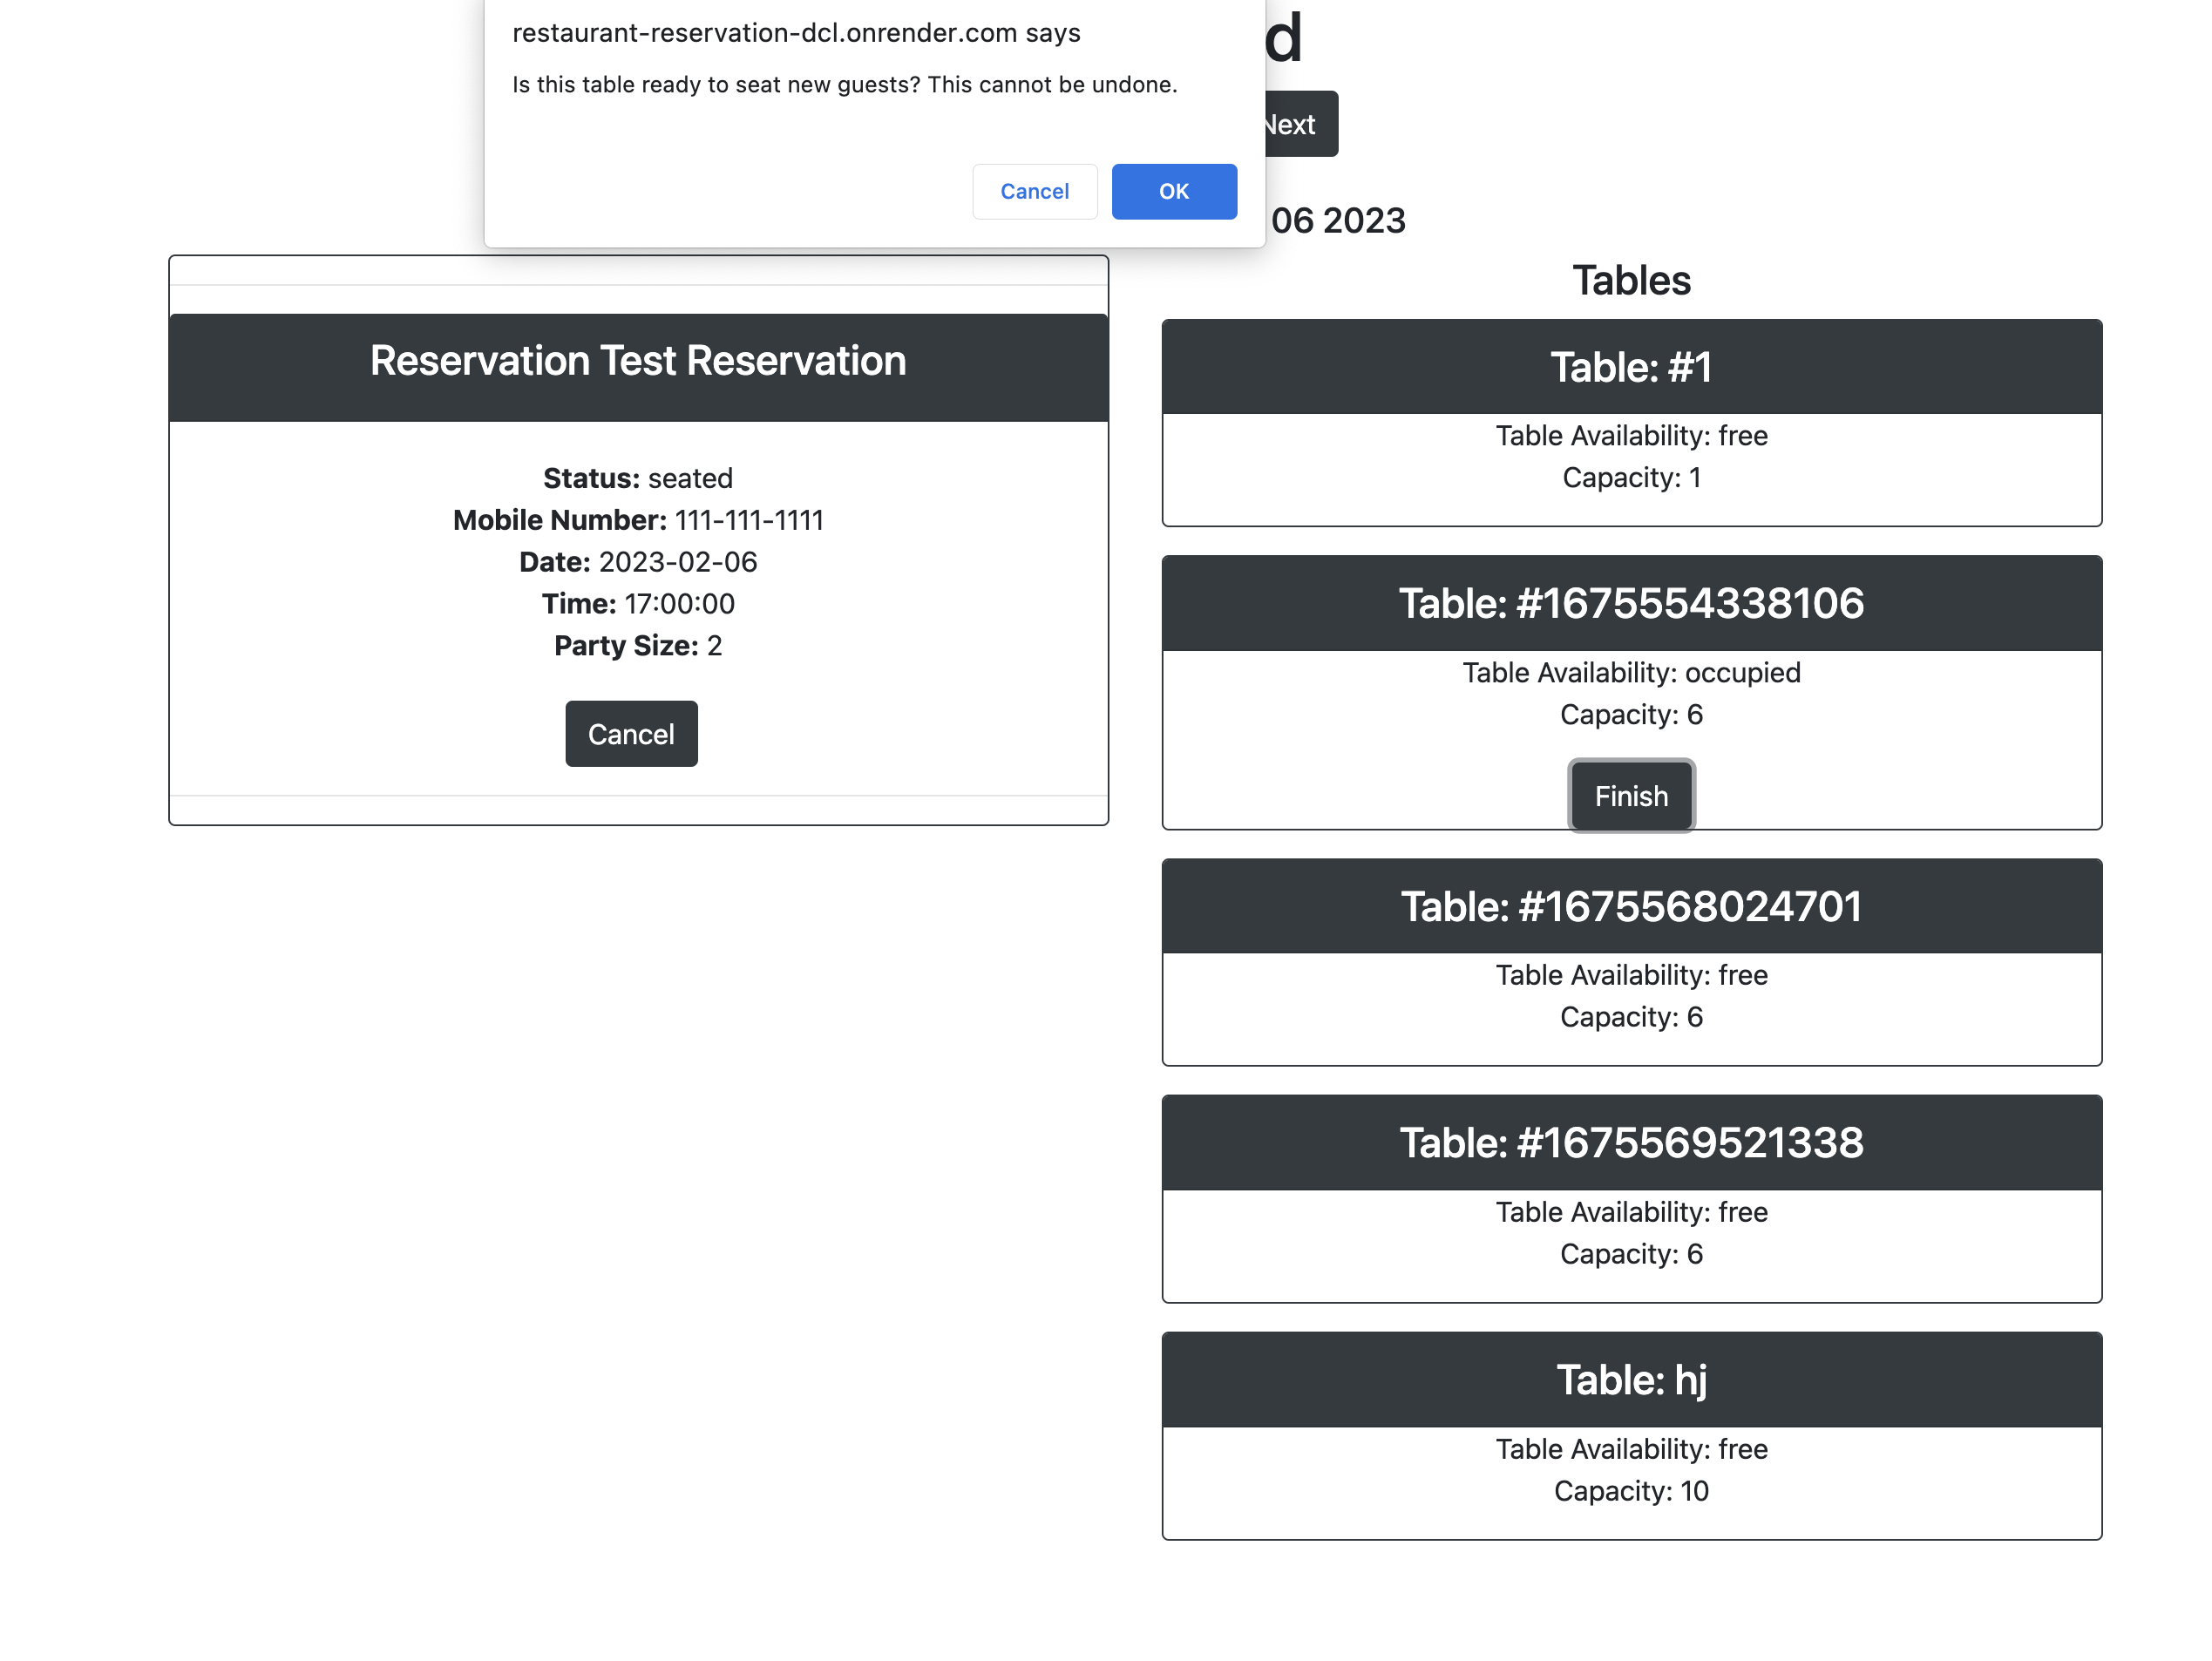 restaurant-reservation-dcl.onrender.com says
Is this table ready to seat new guests? This cannot be undone.
Cancel
OK
d
Next
06 2023
Reservation Test Reservation
Status: seated
Mobile Number: 111-111-1111
Date: 2023-02-06
Time: 17:00:00
Party Size: 2
Cancel
Tables
Table: #1
Table Availability: free
Capacity: 1
Table: #1675554338106
Table Availability: occupied
Capacity: 6
Finish
Table: #1675568024701
Table Availability: free
Capacity: 6
Table: #1675569521338
Table Availability: free
Capacity: 6
Table: hj
Table Availability: free
Capacity: 10